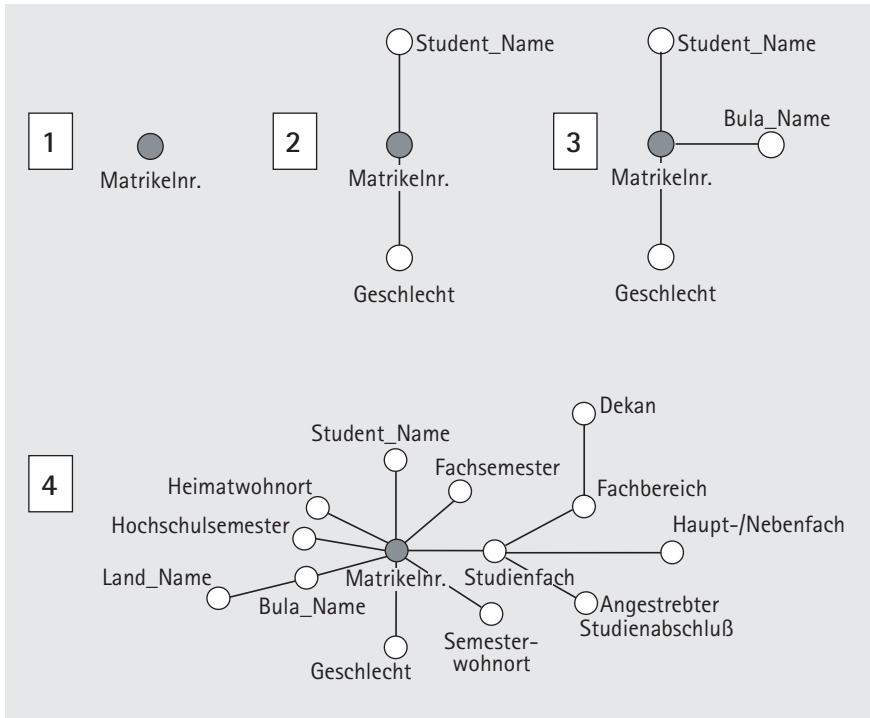 1
Matrikelnr.
2
Student_Name
Matrikelnr.
Geschlecht
3
Student_Name
Bula_Name
Matrikelnr.
Geschlecht
4
Dekan
Student_Name
Fachsemester
Heimatwohnort
Fachbereich
Hochschulsemester
Haupt-/Nebenfach
Land_Name
Matrikelnr.
Studienfach
Bula_Name
Angestrebter
Studienabschluß
Semester-
wohnort
Geschlecht